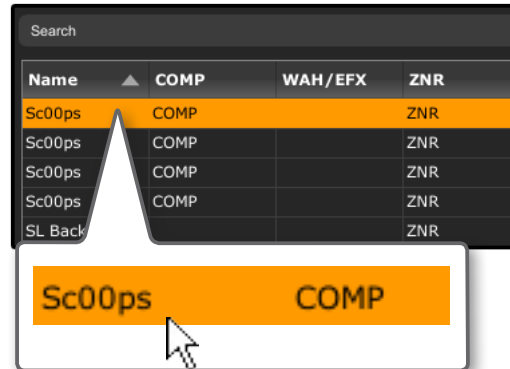 Search
Name COMP WAH/EFX ZNR
Sc00ps COMP ZNR
Sc00ps COMP ZNR
Sc00ps COMP ZNR
Sc00ps COMP ZNR
SL Back ZNR
Sc00ps COMP